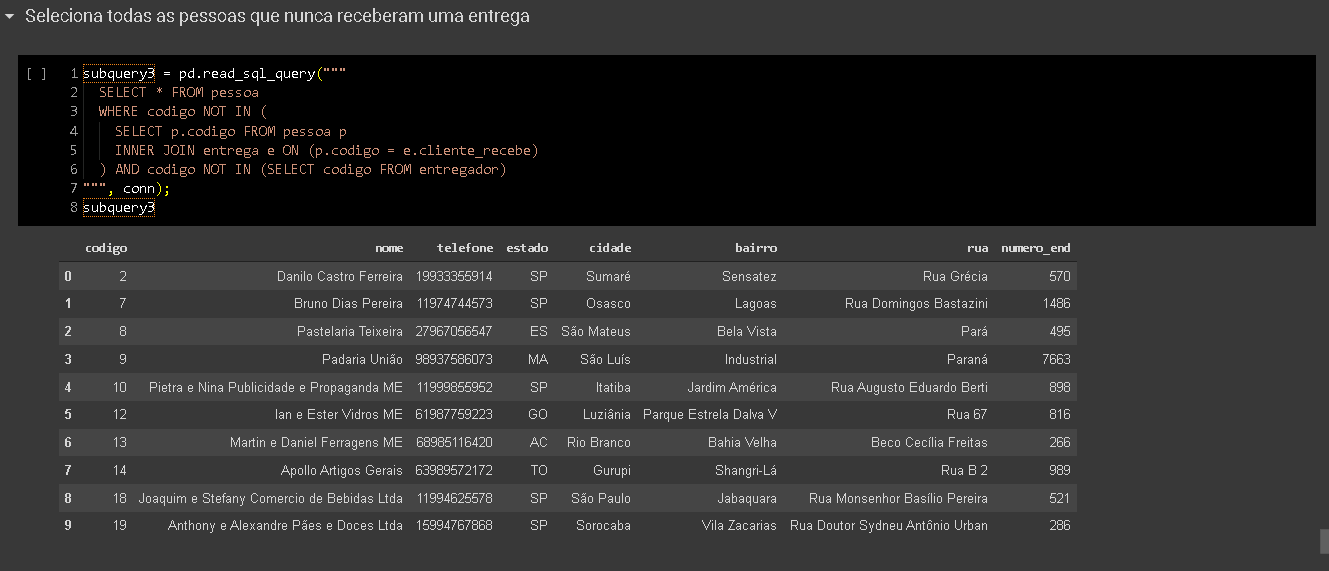 Seleciona todas as pessoas que nunca receberam uma entrega
[ ] 1 subquery3 = pd.read_sql_query("""
2 SELECT * FROM pessoa
3 WHERE codigo NOT IN (
4 SELECT p.codigo FROM pessoa p
5 INNER JOIN entrega e ON (p.codigo = e.cliente_recebe)
6 ) AND codigo NOT IN (SELECT codigo FROM entregador)
7 """, conn);
8 subquery3
codigo nome telefone estado cidade bairro rua numero_end
0 2 Danilo Castro Ferreira 19933355914 SP Sumaré Sensatez Rua Grécia 570
1 7 Bruno Dias Pereira 11974744573 SP Osasco Lagoas Rua Domingos Bastazini 1486
2 8 Pastelaria Teixeira 27967056547 ES São Mateus Bela Vista Pará 495
3 9 Padaria União 98937586073 MA São Luís Industrial Paraná 7663
4 10 Pietra e Nina Publicidade e Propaganda ME 11999855952 SP Itatiba Jardim América Rua Augusto Eduardo Berti 898
5 12 Ian e Ester Vidros ME 61987759223 GO Luziânia Parque Estrela Dalva V Rua 67 816
6 13 Martin e Daniel Ferragens ME 68985116420 AC Rio Branco Bahia Velha Beco Cecília Freitas 266
7 14 Apollo Artigos Gerais 63989572172 TO Gurupi Shangri-Lá Rua B 2 989
8 18 Joaquim e Stefany Comercio de Bebidas Ltda 11994625578 SP São Paulo Jabaquara Rua Monsenhor Basílio Pereira 521
9 19 Anthony e Alexandre Pães e Doces Ltda 15994767868 SP Sorocaba Vila Zacarias Rua Doutor Sydneu Antônio Urban 286